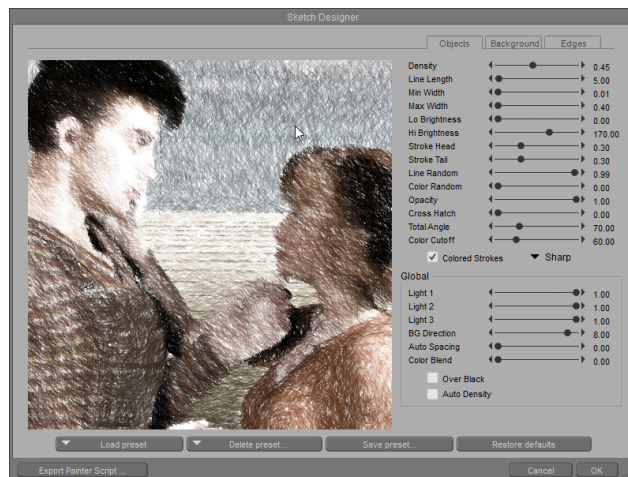 Sketch Designer
Objects Background Edges
Density 0.45
Line Length 5.00
Min Width 0.01
Max Width 0.40
Lo Brightness 0.00
Hi Brightness 170.00
Stroke Head 0.30
Stroke Tail 0.30
Line Random 0.99
Color Random 0.00
Opacity 1.00
Cross Hatch 0.00
Total Angle 70.00
Color Cutoff 60.00
Colored Strokes Sharp
Global
Light 1 1.00
Light 2 1.00
Light 3 1.00
BG Direction 8.00
Auto Spacing 0.00
Color Blend 0.00
Over Black
Auto Density
Load preset Delete preset... Save preset... Restore defaults
Export Painter Script ... Cancel OK